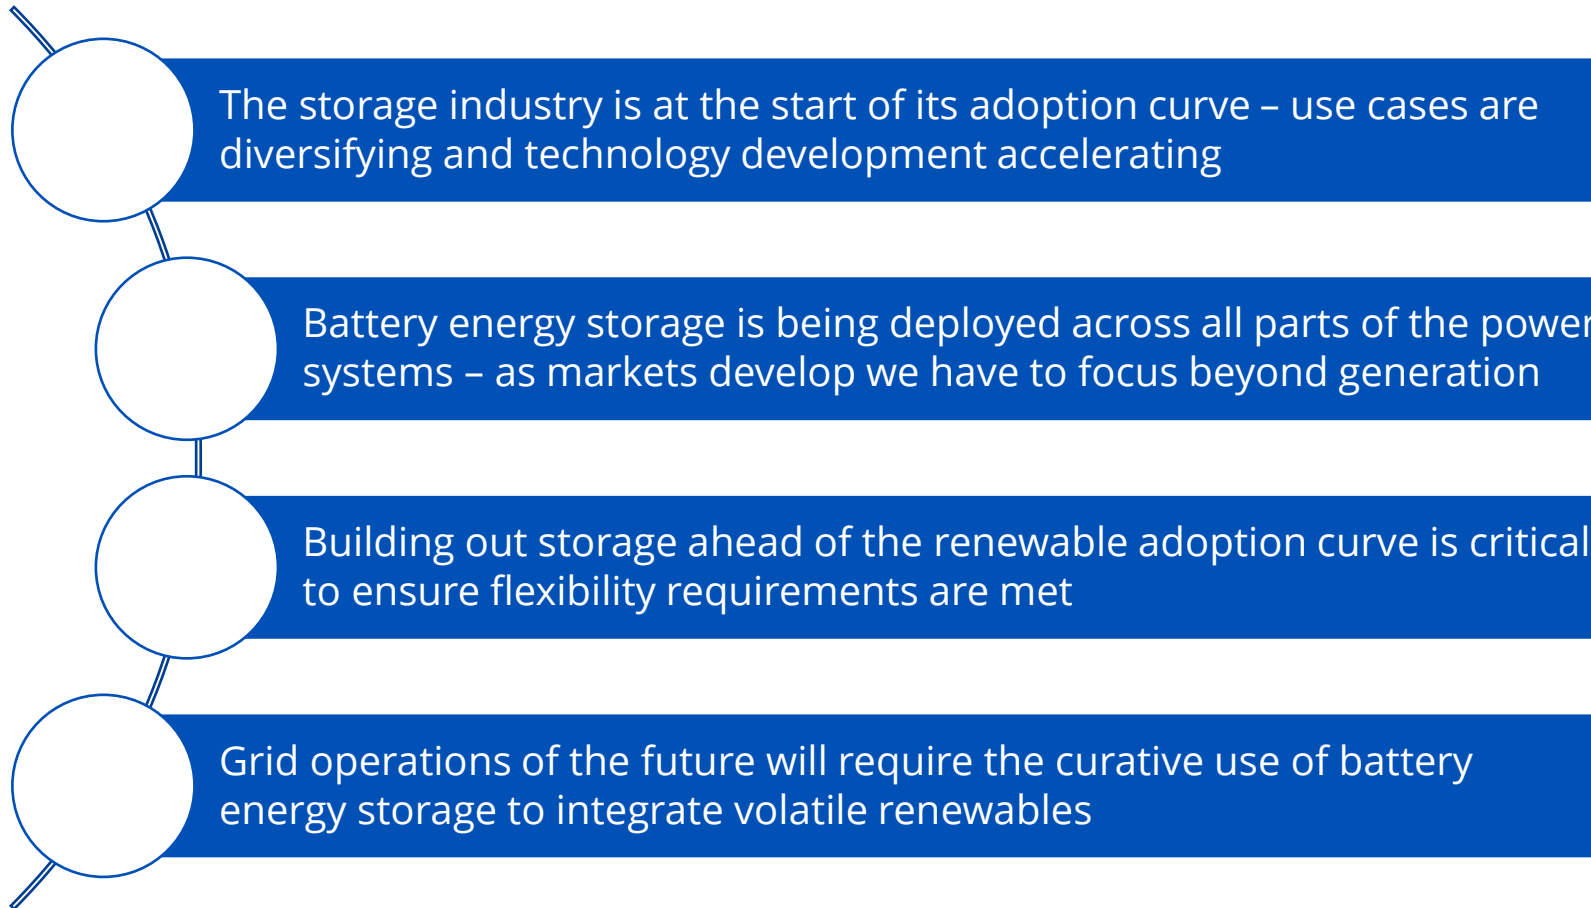 The storage industry is at the start of its adoption curve – use cases are
diversifying and technology development accelerating
Battery energy storage is being deployed across all parts of the power
systems – as markets develop we have to focus beyond generation
Building out storage ahead of the renewable adoption curve is critical
to ensure flexibility requirements are met
Grid operations of the future will require the curative use of battery
energy storage to integrate volatile renewables